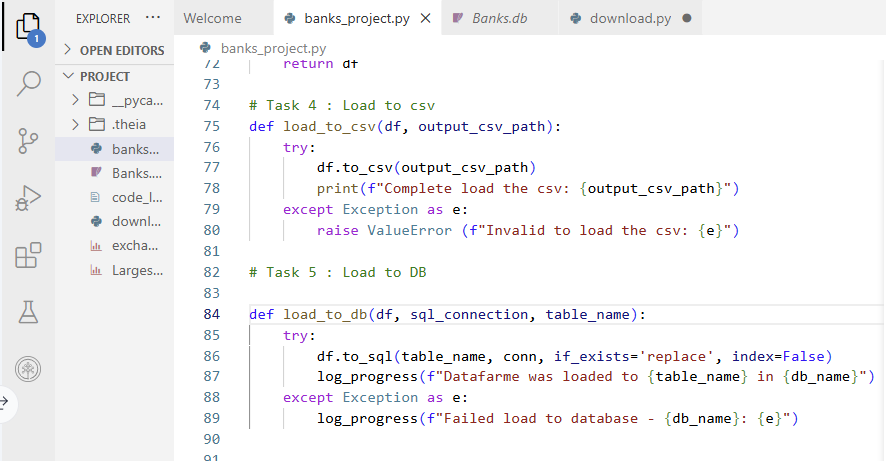 EXPLORER ···
OPEN EDITORS
PROJECT
__pyca...
.theia
banks...
Banks....
code_l...
downl...
excha...
Larges...
1
Welcome
banks_project.py
Banks.db
download.py
banks_project.py
72 return df
73
74 # Task 4 : Load to csv
75 def load_to_csv(df, output_csv_path):
76 try:
77 df.to_csv(output_csv_path)
78 print(f"Complete load the csv: {output_csv_path}")
79 except Exception as e:
80 raise ValueError (f"Invalid to load the csv: {e}")
81
82 # Task 5 : Load to DB
83
84 def load_to_db(df, sql_connection, table_name):
85 try:
86 df.to_sql(table_name, conn, if_exists='replace', index=False)
87 log_progress(f"Datafarme was loaded to {table_name} in {db_name}")
88 except Exception as e:
89 log_progress(f"Failed load to database - {db_name}: {e}")
90
91